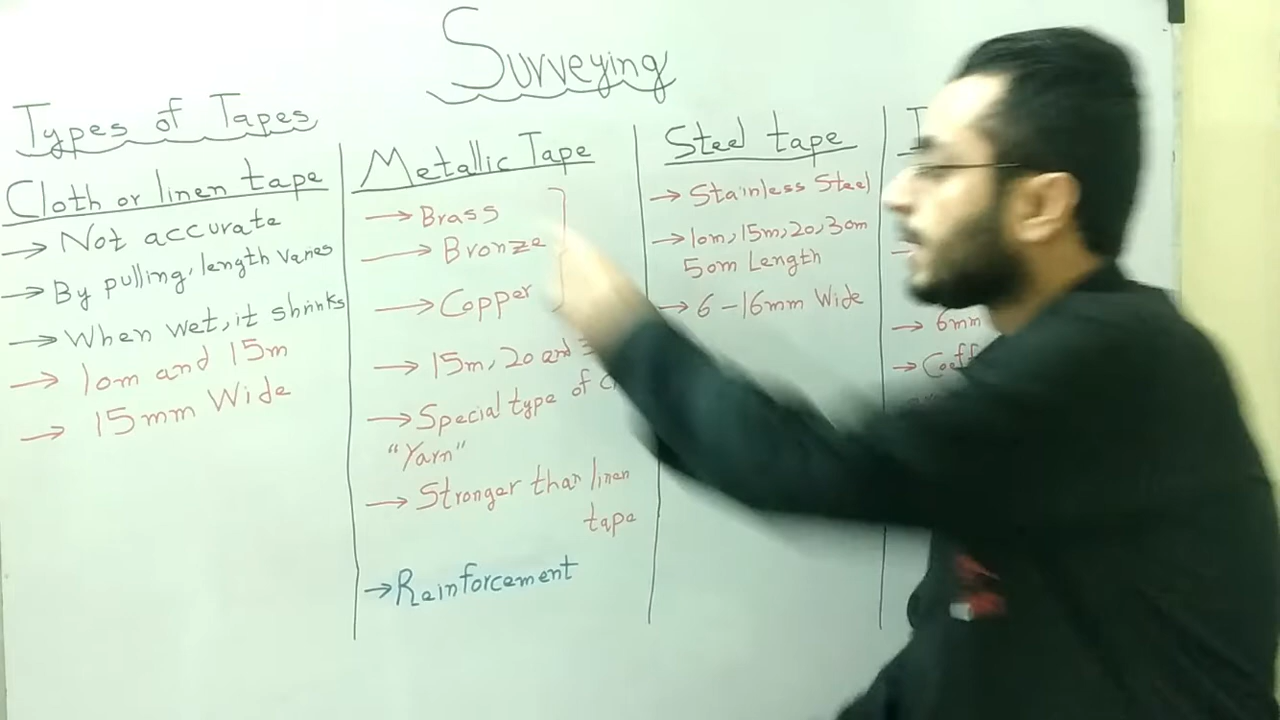 Surveying
Types of Tapes
Cloth or linen tape
→ Not accurate
→ By pulling, length varies
→ When wet, it shrinks
→ 10m and 15m
→ 15mm Wide
Metallic Tape
→ Brass
→ Bronze
→ Copper
→ 15m, 20 and
→ Special type of
"Yarn"
→ Stronger than linen
tape
→ Reinforcement
Steel tape
→ Stainless Steel
→ 10m, 15m, 20, 30m
50m Length
→ 6-16mm Wide
→ 6mm